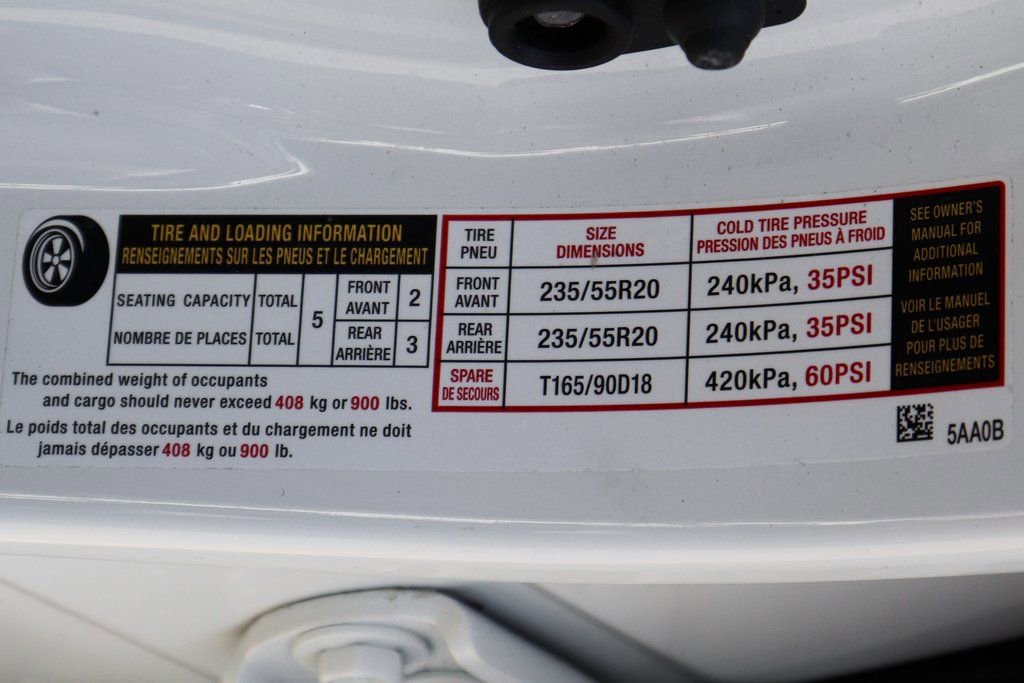 TIRE AND LOADING INFORMATION
RENSEIGNEMENTS SUR LES PNEUS ET LE CHARGEMENT
SEATING CAPACITY TOTAL 5 FRONT AVANT 2
NOMBRE DE PLACES TOTAL REAR ARRIÈRE 3
The combined weight of occupants
and cargo should never exceed 408 kg or 900 lbs.
Le poids total des occupants et du chargement ne doit
jamais dépasser 408 kg ou 900 lb.
TIRE PNEU SIZE DIMENSIONS COLD TIRE PRESSURE PRESSION DES PNEUS À FROID
FRONT AVANT 235/55R20 240kPa, 35PSI
REAR ARRIÈRE 235/55R20 240kPa, 35PSI
SPARE DE SECOURS T165/90D18 420kPa, 60PSI
SEE OWNER'S
MANUAL FOR
ADDITIONAL
INFORMATION
VOIR LE MANUEL
DE L'USAGER
POUR PLUS DE
RENSEIGNEMENTS
5AA0B